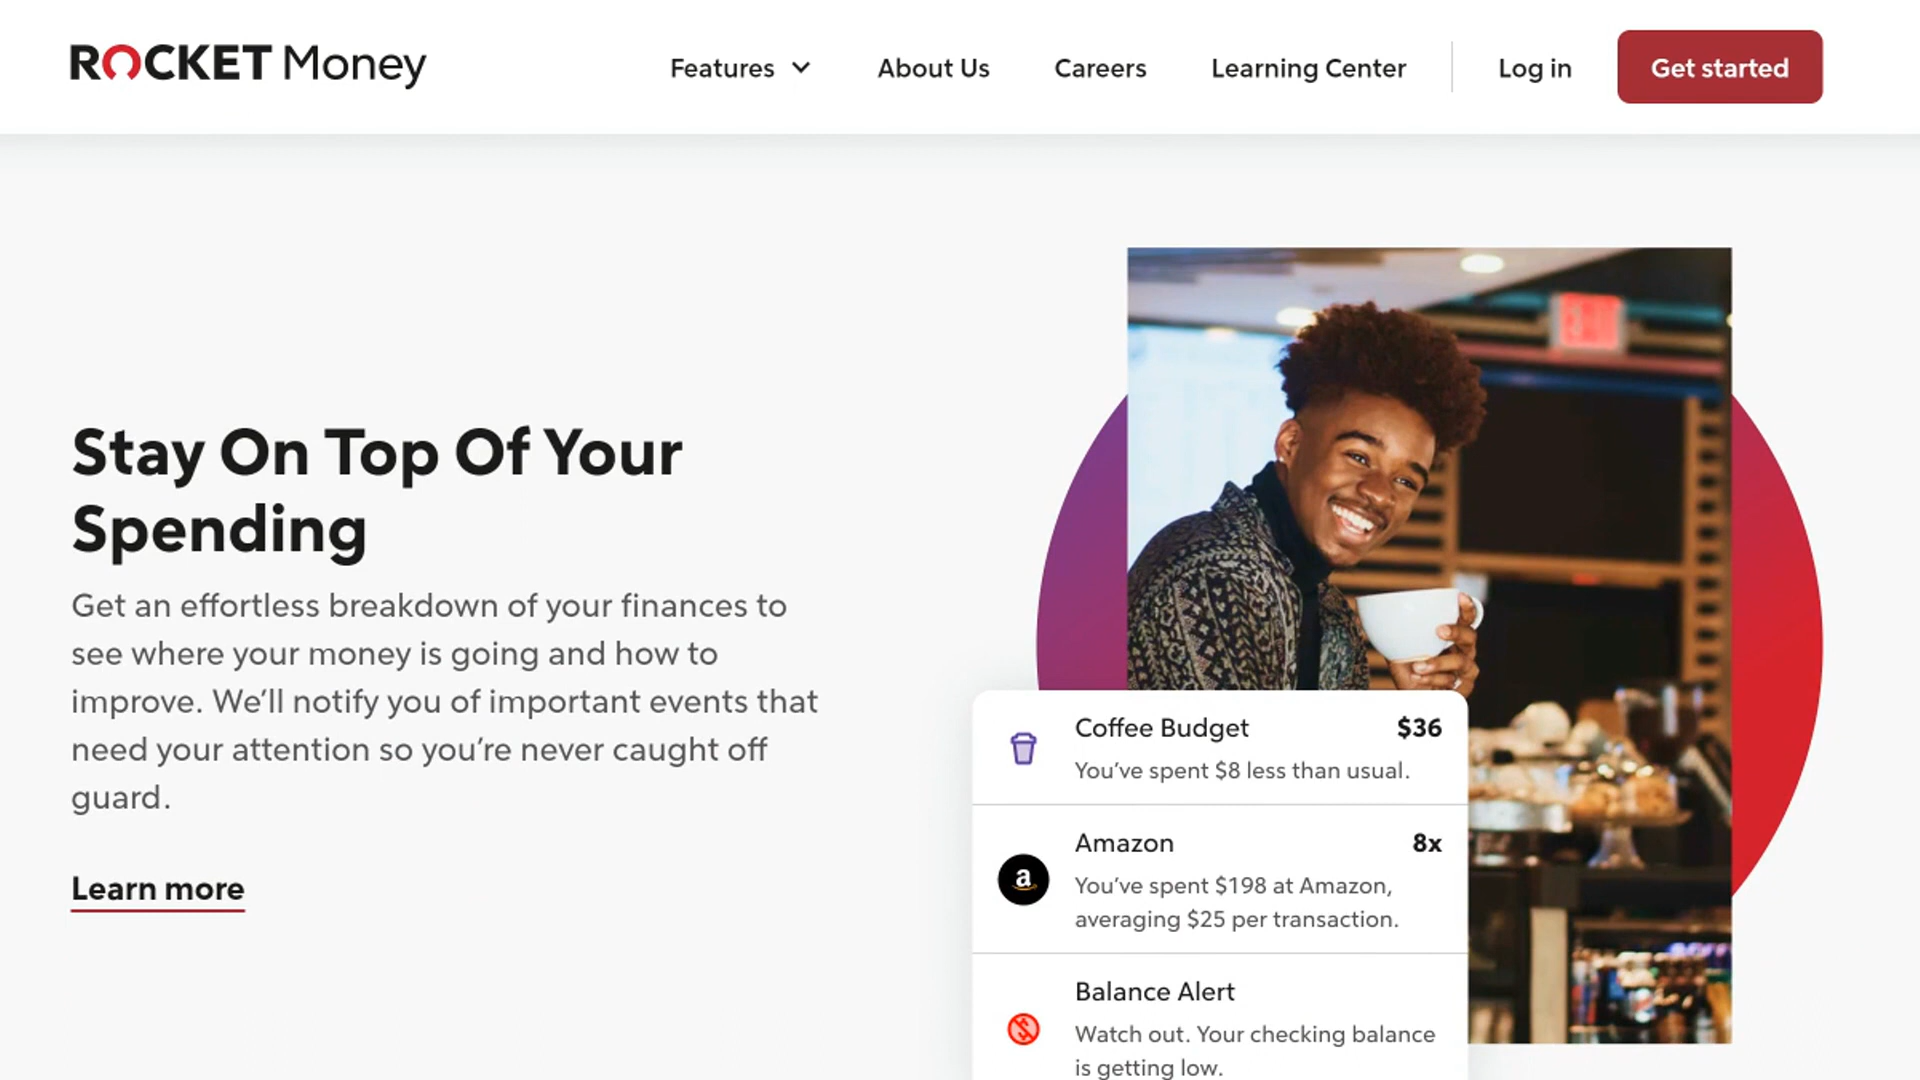 ROCKET Money
Features
About Us
Careers
Learning Center
Log in
Get started
Stay On Top Of Your
Spending
Get an effortless breakdown of your finances to
see where your money is going and how to
improve. We’ll notify you of important events that
need your attention so you’re never caught off
guard.
Learn more
EXIT
Coffee Budget
$36
You’ve spent $8 less than usual.
a
Amazon
8x
You’ve spent $198 at Amazon,
averaging $25 per transaction.
Balance Alert
Watch out. Your checking balance
is getting low.